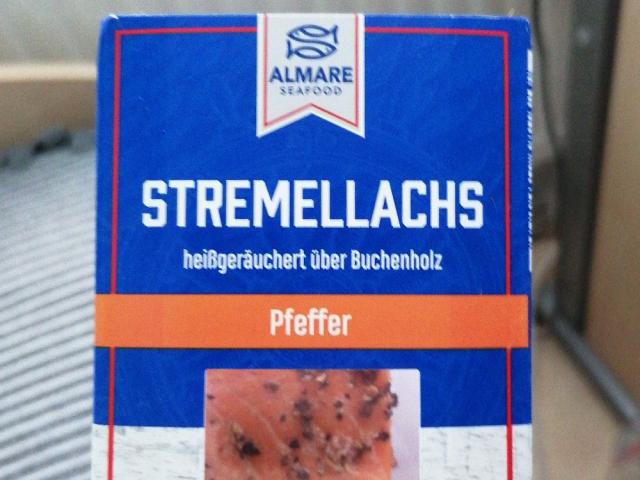 ALMARE
SEAFOOD
STREMELLACHS
heißgeräuchert über Buchenholz
Pfeffer